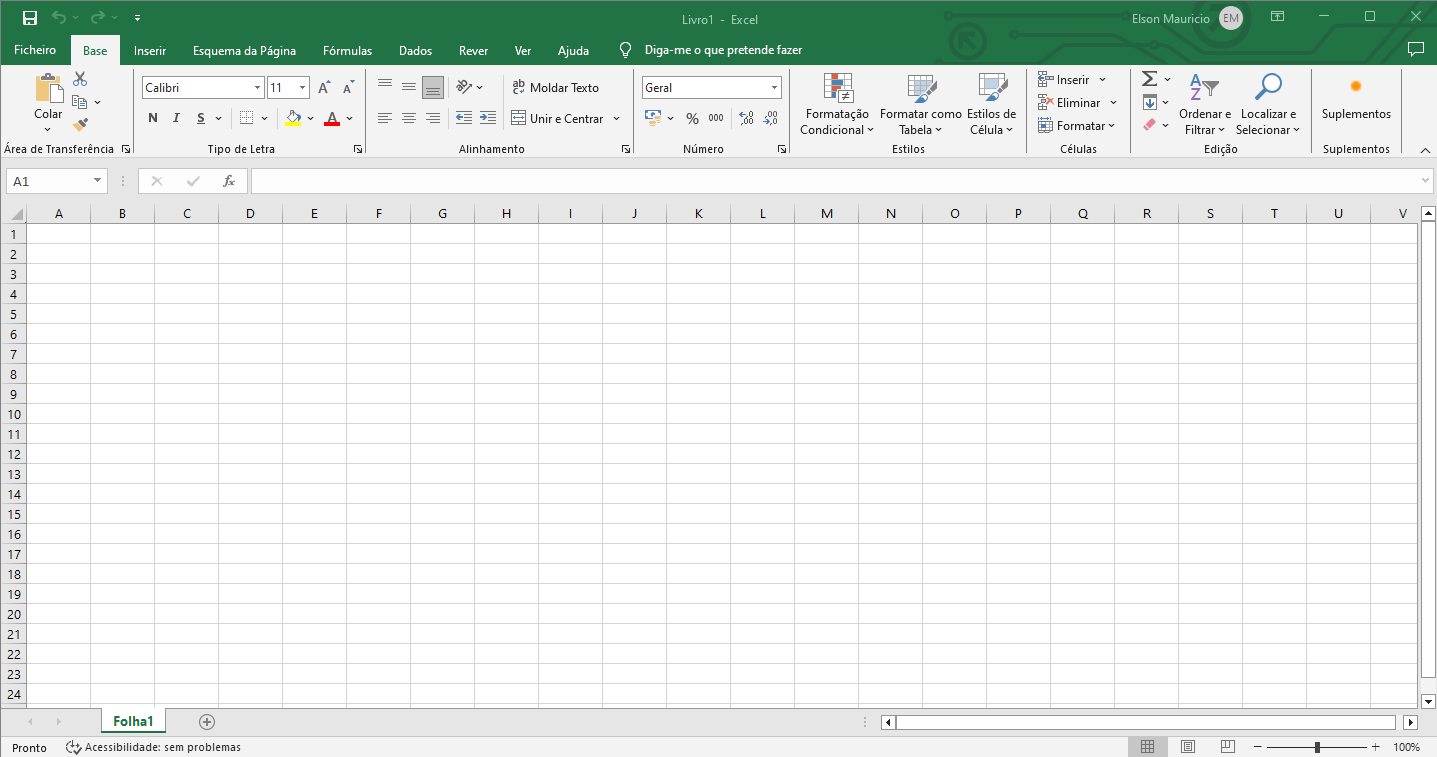 Livro1 - Excel
Elson Mauricio
EM
Ficheiro Base Inserir Esquema da Página Fórmulas Dados Rever Ver Ajuda Diga-me o que pretende fazer
Colar
Área de Transferência
Calibri 11
N I S
Tipo de Letra
Moldar Texto
Unir e Centrar
Alinhamento
Geral
% 000
Número
Formatação Condicional
Formatar como Tabela
Estilos de Célula
Estilos
Inserir
Eliminar
Formatar
Células
Ordenar e Filtrar
Localizar e Selecionar
Edição
Suplementos
Suplementos
A1 fx
A B C D E F G H I J K L M N O P Q R S T U V
1
2
3
4
5
6
7
8
9
10
11
12
13
14
15
16
17
18
19
20
21
22
23
24
Folha1
Pronto Acessibilidade: sem problemas 100%